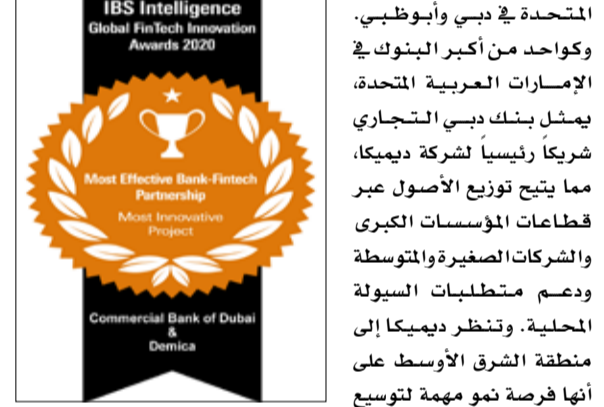 IBS Intelligence
Global FinTech Innovation
Awards 2020
Most Effective Bank-Fintech
Partnership
Most Innovative
Project
Commercial Bank of Dubai
&
Demica
المتحدة في دبي وأبوظبي.
وكواحد من أكبر البنوك في
الإمارات العربية المتحدة،
يمثل بنك دبي التجاري
شريكاً رئيسياً لشركة ديميكا،
مما يتيح توزيع الأصول عبر
قطاعات المؤسسات الكبرى
والشركات الصغيرة والمتوسطة
ودعم متطلبات السيولة
المحلية. وتنظر ديميكا إلى
منطقة الشرق الأوسط على
أنها فرصة نمو مهمة لتوسيع